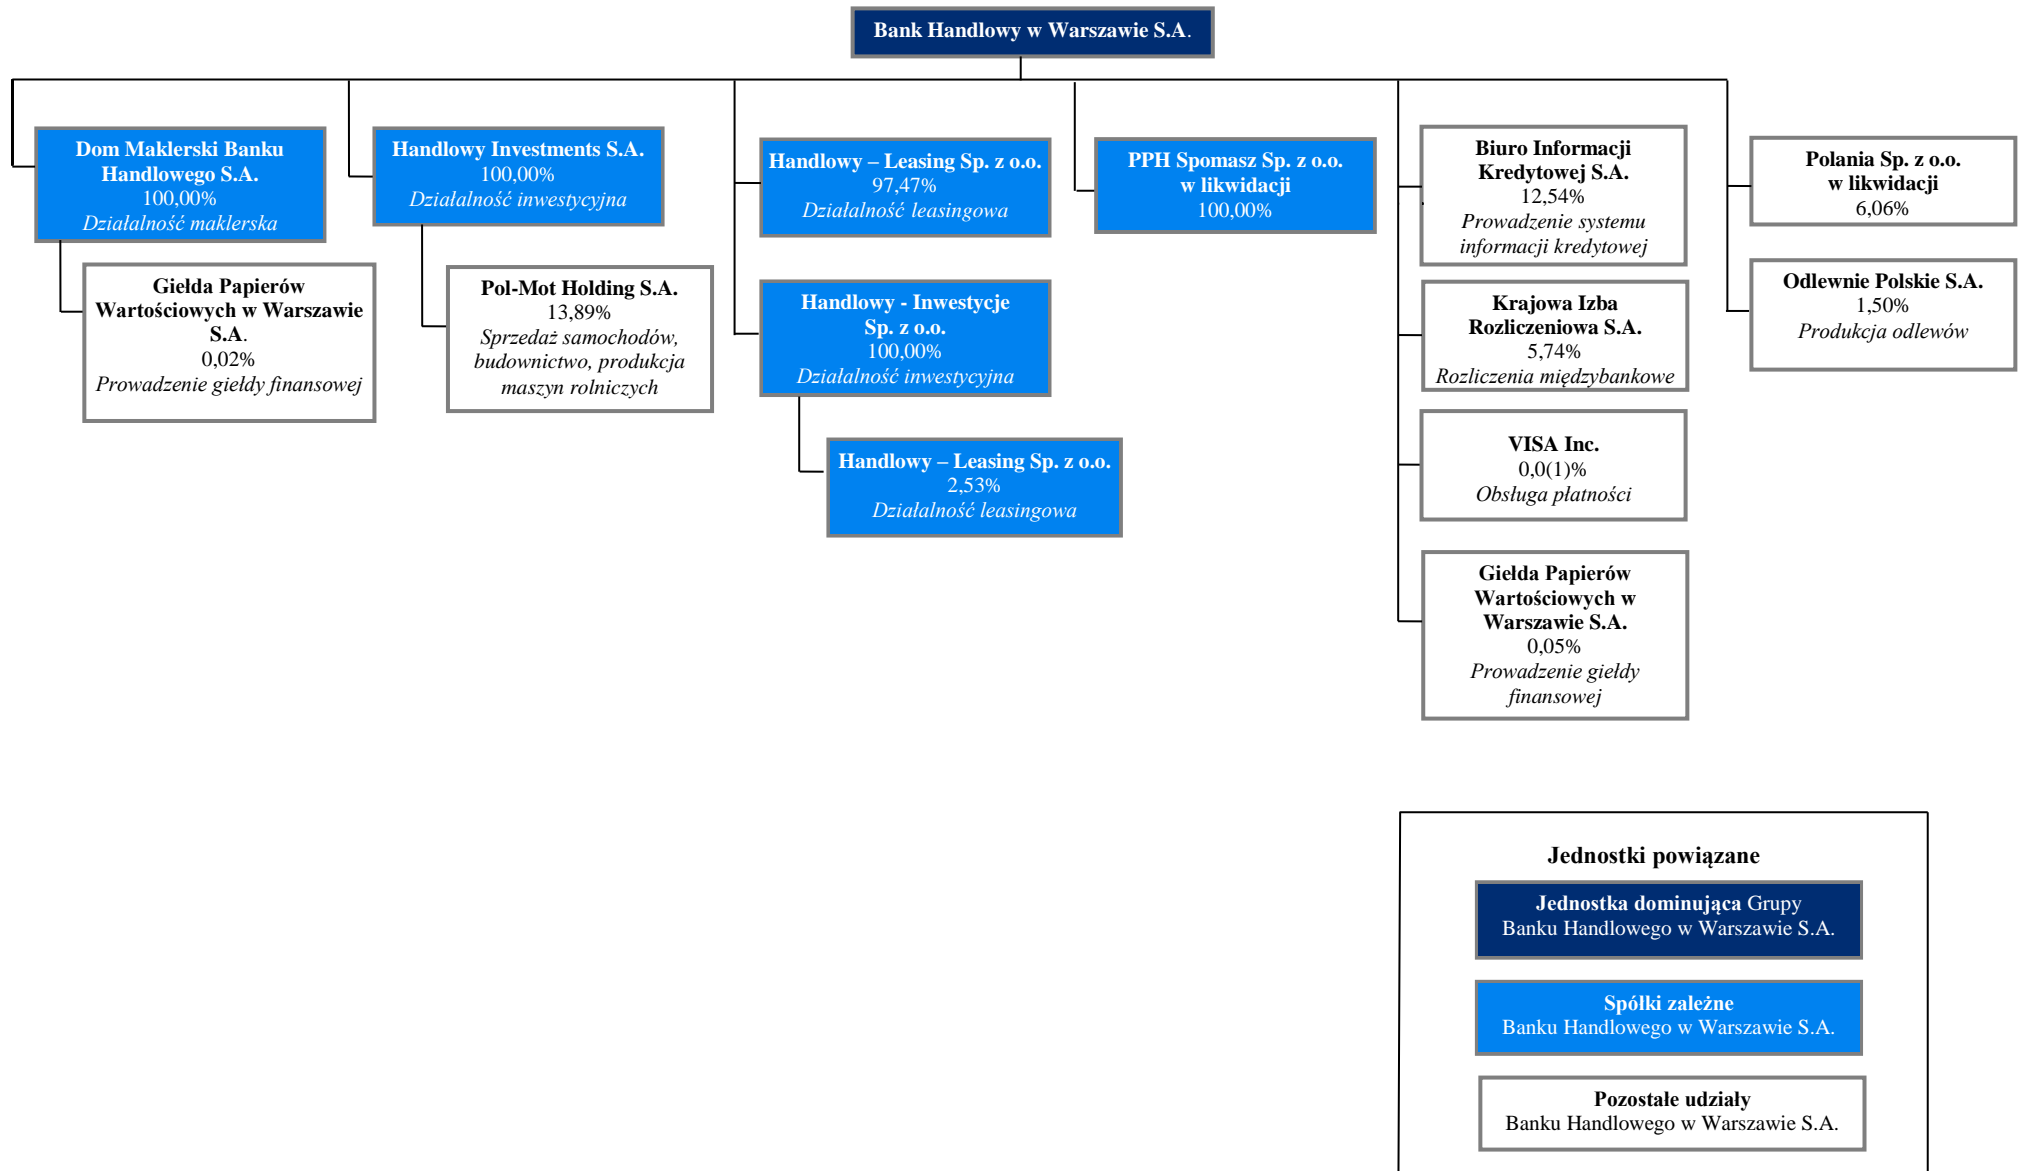 Bank Handlowy w Warszawie S.A.
Dom Maklerski Banku
Handlowego S.A.
100,00%
Działalność maklerska
Giełda Papierów
Wartościowych w Warszawie
S.A.
0,02%
Prowadzenie giełdy finansowej
Handlowy Investments S.A.
100,00%
Działalność inwestycyjna
Pol-Mot Holding S.A.
13,89%
Sprzedaż samochodów,
budownictwo, produkcja
maszyn rolniczych
Handlowy – Leasing Sp. z o.o.
97,47%
Działalność leasingowa
Handlowy - Inwestycje
Sp. z o.o.
100,00%
Działalność inwestycyjna
Handlowy – Leasing Sp. z o.o.
2,53%
Działalność leasingowa
PPH Spomasz Sp. z o.o.
w likwidacji
100,00%
Biuro Informacji
Kredytowej S.A.
12,54%
Prowadzenie systemu
informacji kredytowej
Krajowa Izba
Rozliczeniowa S.A.
5,74%
Rozliczenia międzybankowe
VISA Inc.
0,0(1)%
Obsługa płatności
Giełda Papierów
Wartościowych w
Warszawie S.A.
0,05%
Prowadzenie giełdy
finansowej
Polania Sp. z o.o.
w likwidacji
6,06%
Odlewnie Polskie S.A.
1,50%
Produkcja odlewów
Jednostki powiązane
Jednostka dominująca Grupy
Banku Handlowego w Warszawie S.A.
Spółki zależne
Banku Handlowego w Warszawie S.A.
Pozostałe udziały
Banku Handlowego w Warszawie S.A.